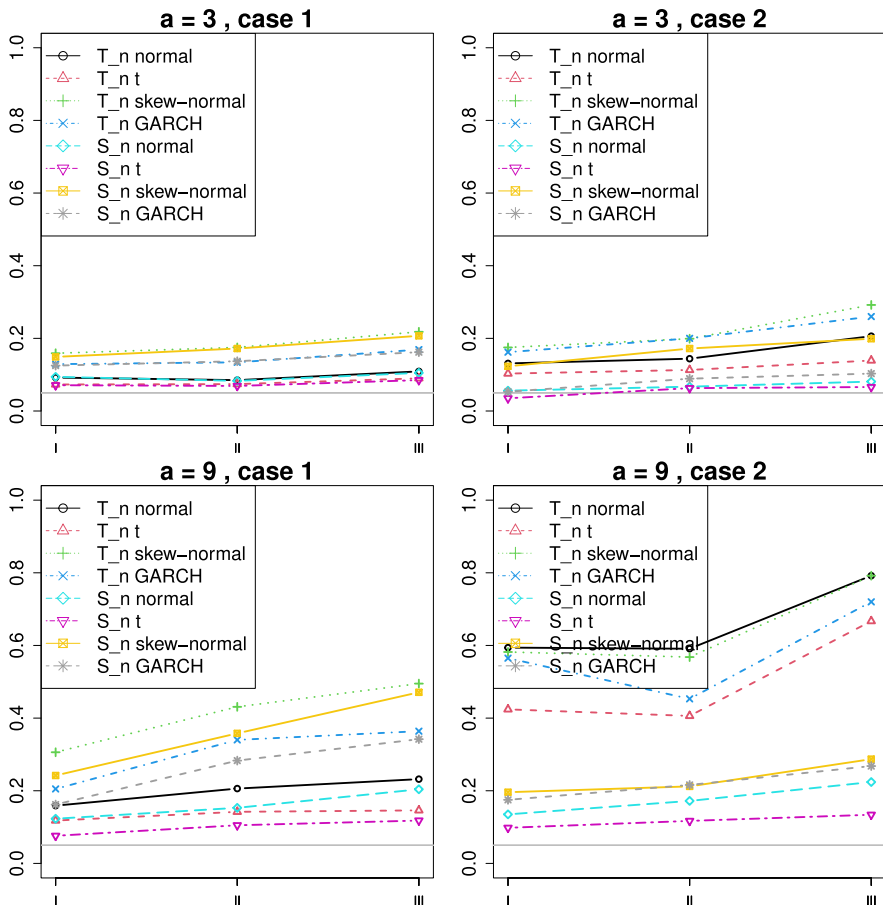 a = 3 , case 1
1.0
0.8
0.6
0.4
0.2
0.0
T_n normal
T_n t
T_n skew−normal
T_n GARCH
S_n normal
S_n t
S_n skew−normal
S_n GARCH
I
II
III
a = 3 , case 2
1.0
0.8
0.6
0.4
0.2
0.0
T_n normal
T_n t
T_n skew−normal
T_n GARCH
S_n normal
S_n t
S_n skew−normal
S_n GARCH
I
II
III
a = 9 , case 1
1.0
0.8
0.6
0.4
0.2
0.0
T_n normal
T_n t
T_n skew−normal
T_n GARCH
S_n normal
S_n t
S_n skew−normal
S_n GARCH
I
II
III
a = 9 , case 2
1.0
0.8
0.6
0.4
0.2
0.0
T_n normal
T_n t
T_n skew−normal
T_n GARCH
S_n normal
S_n t
S_n skew−normal
S_n GARCH
I
II
III